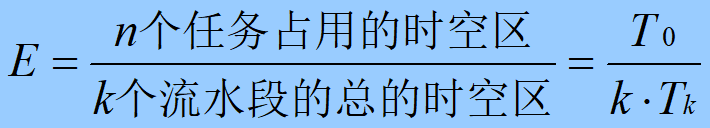 E = n个任务占用的时空区 / k个流水段的总的时空区 = T₀ / k·Tₖ